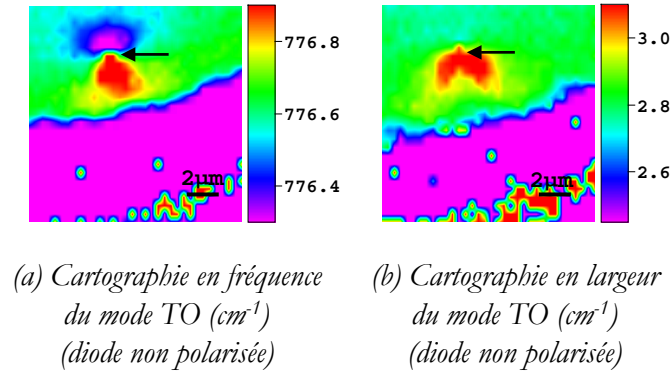 776.8
776.6
776.4
2µm
3.0
2.8
2.6
2µm
(a) Cartographie en fréquence
du mode TO (cm-1)
(diode non polarisée)
(b) Cartographie en largeur
du mode TO (cm-1)
(diode non polarisée)